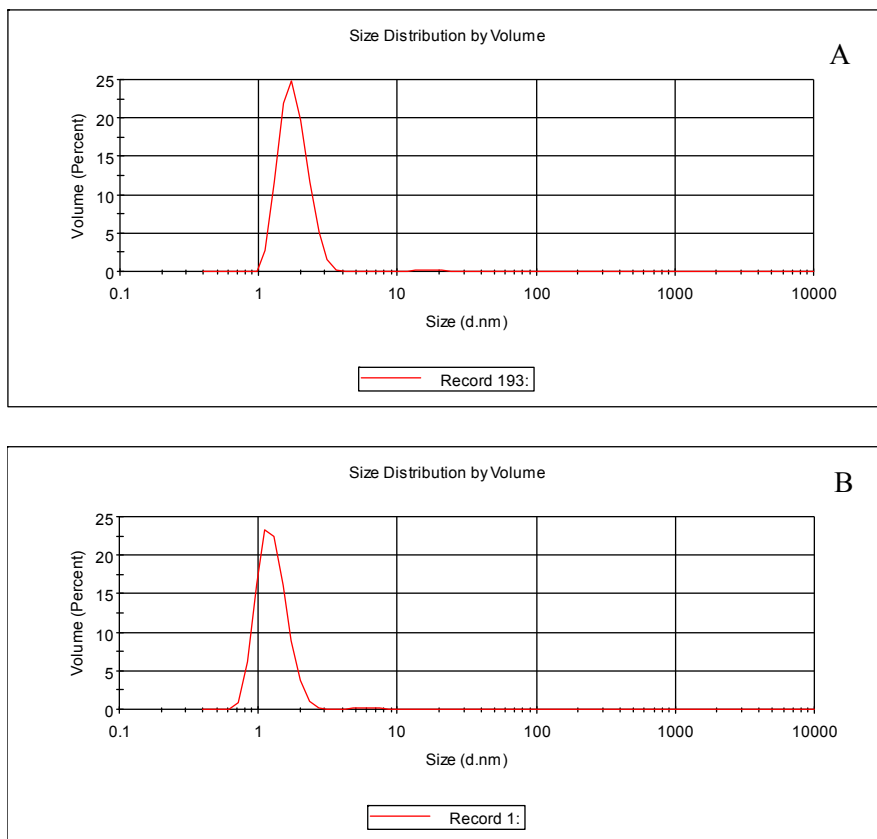 Size Distribution by Volume
A
25
20
15
10
5
0
Volume (Percent)
0.1 1 10 100 1000 10000
Size (d.nm)
Record 193:
Size Distribution by Volume
B
25
20
15
10
5
0
Volume (Percent)
0.1 1 10 100 1000 10000
Size (d.nm)
Record 1: